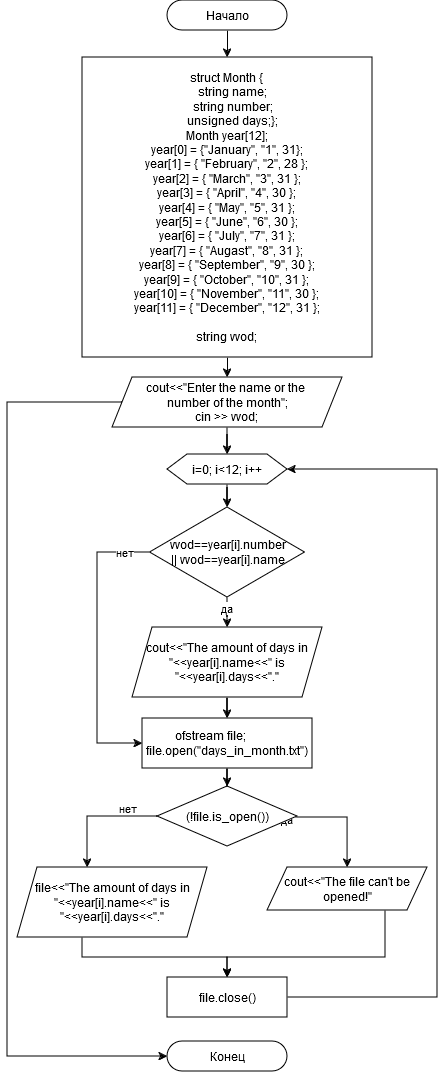 Начало
struct Month {
string name;
string number;
unsigned days;};
Month year[12];
year[0] = {"January", "1", 31};
year[1] = { "February", "2", 28 };
year[2] = { "March", "3", 31 };
year[3] = { "April", "4", 30 };
year[4] = { "May", "5", 31 };
year[5] = { "June", "6", 30 };
year[6] = { "July", "7", 31 };
year[7] = { "Augast", "8", 31 };
year[8] = { "September", "9", 30 };
year[9] = { "October", "10", 31 };
year[10] = { "November", "11", 30 };
year[11] = { "December", "12", 31 };
string vvod;
cout<<"Enter the name or the
number of the month";
cin >> vvod;
i=0; i<12; i++
vvod==year[i].number
|| vvod==year[i].name
нет
да
cout<<"The amount of days in
"<<year[i].name<<" is
"<<year[i].days<<"."
ofstream file;
file.open("days_in_month.txt")
(!file.is_open())
нет
да
file<<"The amount of days in
"<<year[i].name<<" is
"<<year[i].days<<"."
cout<<"The file can't be
opened!"
file.close()
Конец